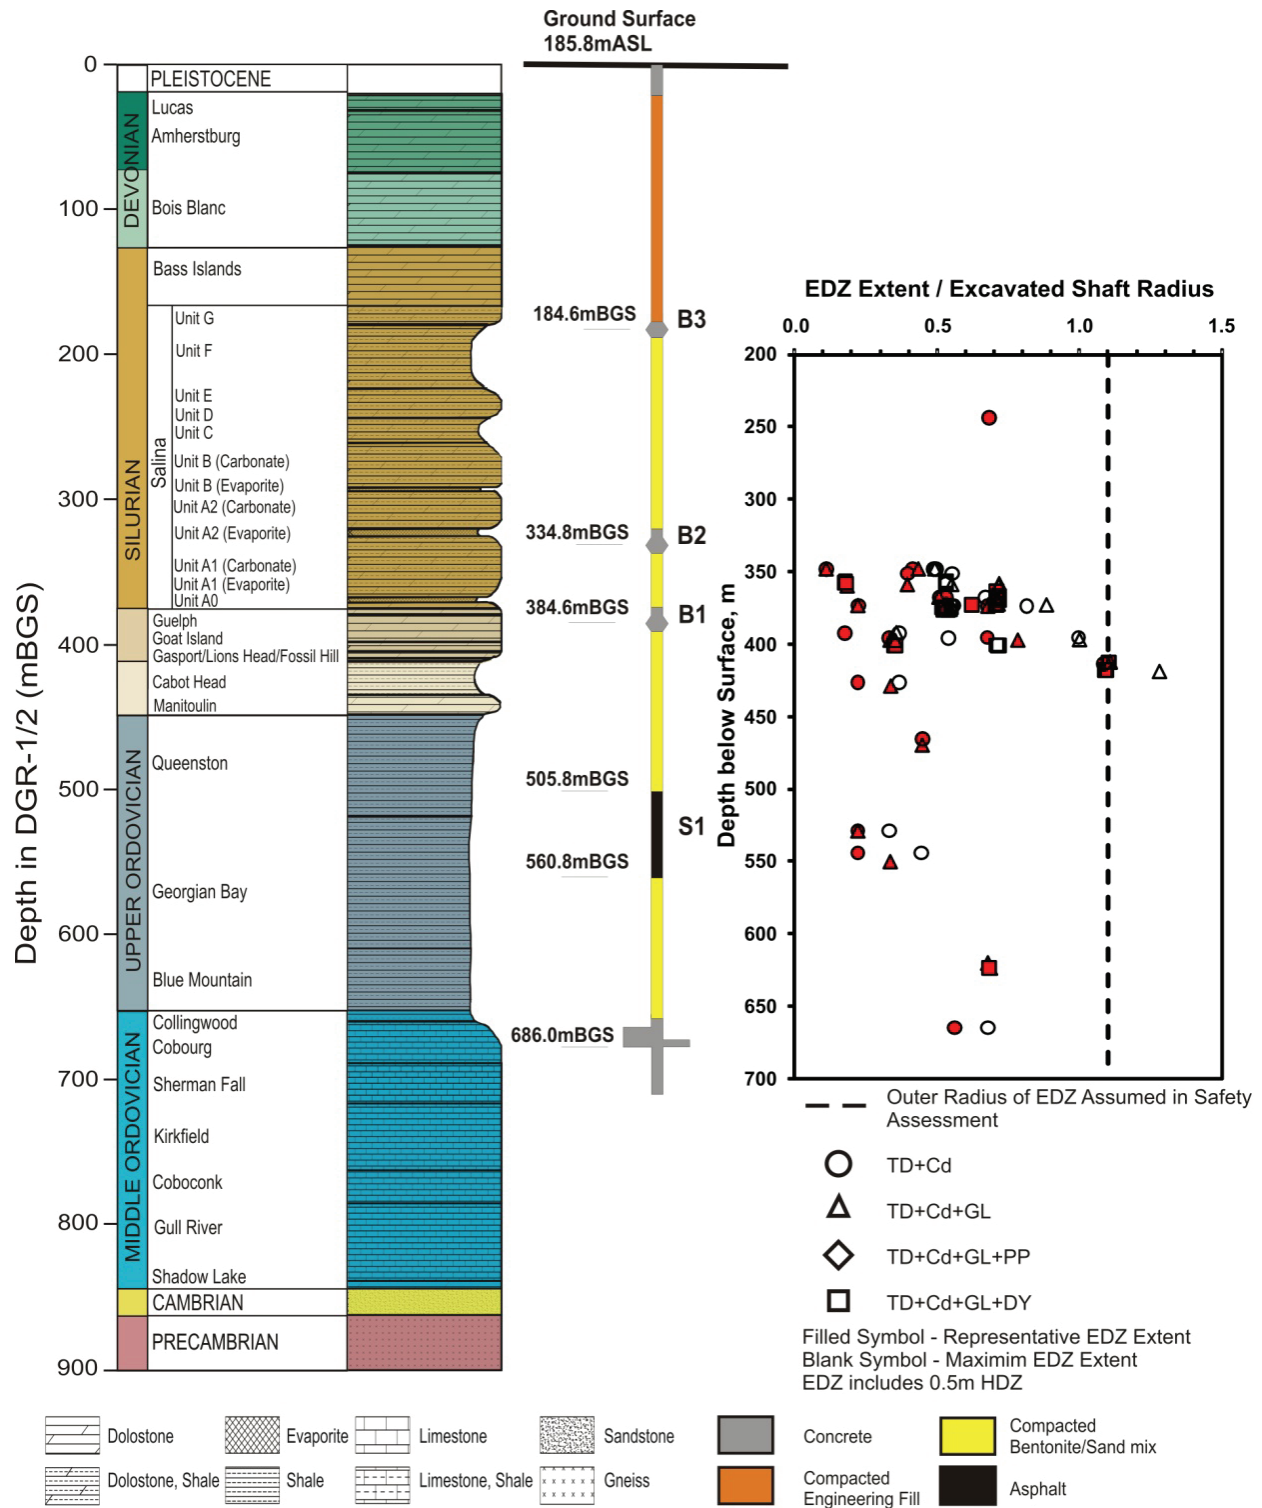 Ground Surface
185.8mASL
Depth in DGR-1/2 (mBGS)
0
100
200
300
400
500
600
700
800
900
DEVONIAN
SILURIAN
UPPER ORDOVICIAN
MIDDLE ORDOVICIAN
PLEISTOCENE
Lucas
Amherstburg
Bois Blanc
Bass Islands
Salina
Unit G
Unit F
Unit E
Unit D
Unit C
Unit B (Carbonate)
Unit B (Evaporite)
Unit A2 (Carbonate)
Unit A2 (Evaporite)
Unit A1 (Carbonate)
Unit A1 (Evaporite)
Unit A0
Guelph
Goat Island
Gasport/Lions Head/Fossil Hill
Cabot Head
Manitoulin
Queenston
Georgian Bay
Blue Mountain
Collingwood
Cobourg
Sherman Fall
Kirkfield
Coboconk
Gull River
Shadow Lake
CAMBRIAN
PRECAMBRIAN
184.6mBGS
B3
334.8mBGS
B2
384.6mBGS
B1
505.8mBGS
S1
560.8mBGS
686.0mBGS
EDZ Extent / Excavated Shaft Radius
0.0
0.5
1.0
1.5
Depth below Surface, m
200
250
300
350
400
450
500
550
600
650
700
Outer Radius of EDZ Assumed in Safety
Assessment
TD+Cd
TD+Cd+GL
TD+Cd+GL+PP
TD+Cd+GL+DY
Filled Symbol - Representative EDZ Extent
Blank Symbol - Maximim EDZ Extent
EDZ includes 0.5m HDZ
Dolostone
Evaporite
Limestone
Sandstone
Concrete
Compacted
Bentonite/Sand mix
Dolostone, Shale
Shale
Limestone, Shale
Gneiss
Compacted
Engineering Fill
Asphalt